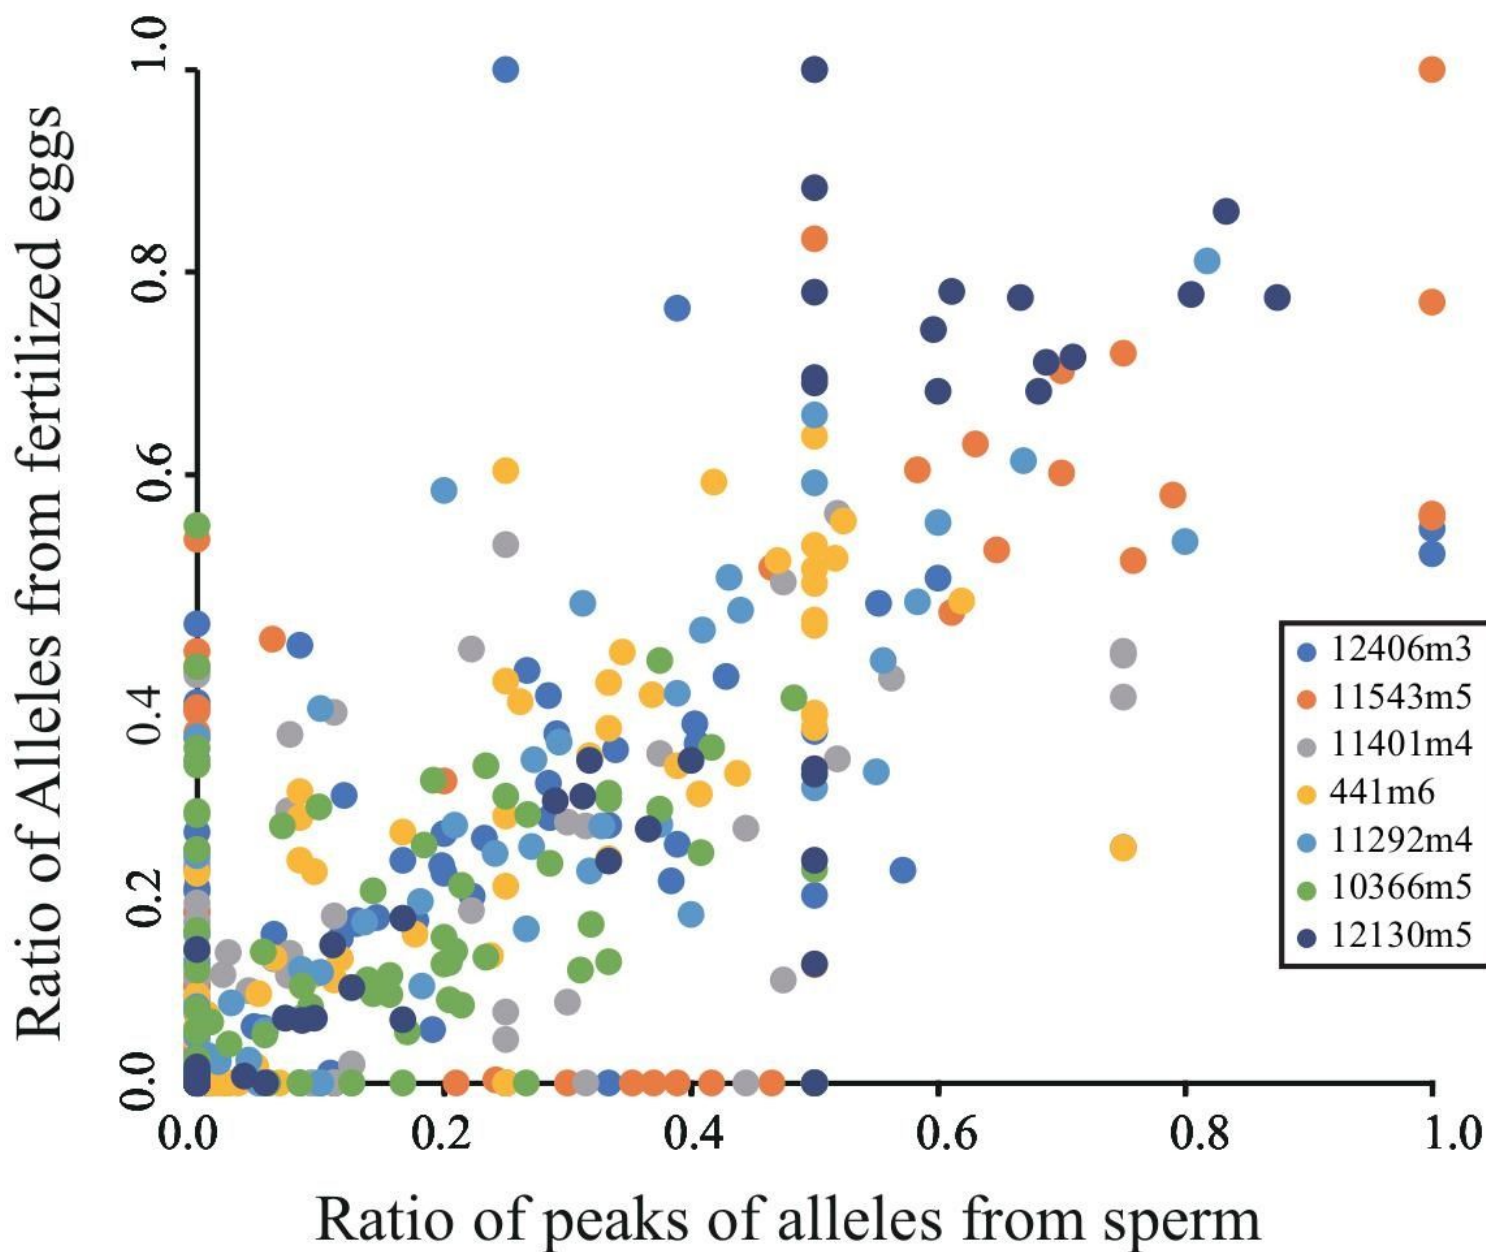 Ratio of Alleles from fertilized eggs
1.0
0.8
0.6
0.4
0.2
0.0
0.0 0.2 0.4 0.6 0.8 1.0
Ratio of peaks of alleles from sperm
12406m3
11543m5
11401m4
441m6
11292m4
10366m5
12130m5